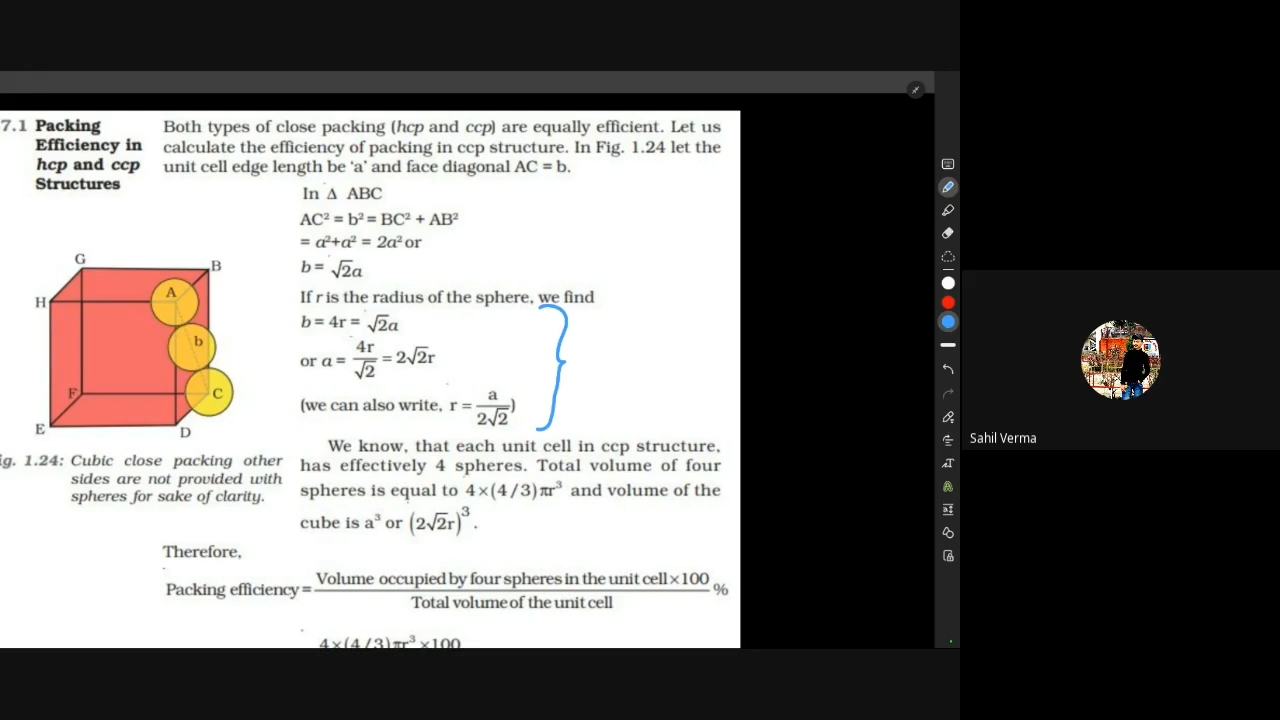 7.1 Packing
Efficiency in
hcp and ccp
Structures
Both types of close packing (hcp and ccp) are equally efficient. Let us
calculate the efficiency of packing in ccp structure. In Fig. 1.24 let the
unit cell edge length be ‘a’ and face diagonal AC = b.
In Δ ABC
AC² = b² = BC² + AB²
= a²+a² = 2a² or
b = √2a
If r is the radius of the sphere, we find
b = 4r = √2a
or a = 4r/√2 = 2√2r
(we can also write, r = a/2√2)
G
B
H
A
b
F
C
E
D
ig. 1.24: Cubic close packing other
sides are not provided with
spheres for sake of clarity.
We know, that each unit cell in ccp structure,
has effectively 4 spheres. Total volume of four
spheres is equal to 4×(4/3)πr³ and volume of the
cube is a³ or (2√2r)³.
Therefore,
Packing efficiency = Volume occupied by four spheres in the unit cell×100 / Total volume of the unit cell %
4×(4/3)πr³×100
Sahil Verma